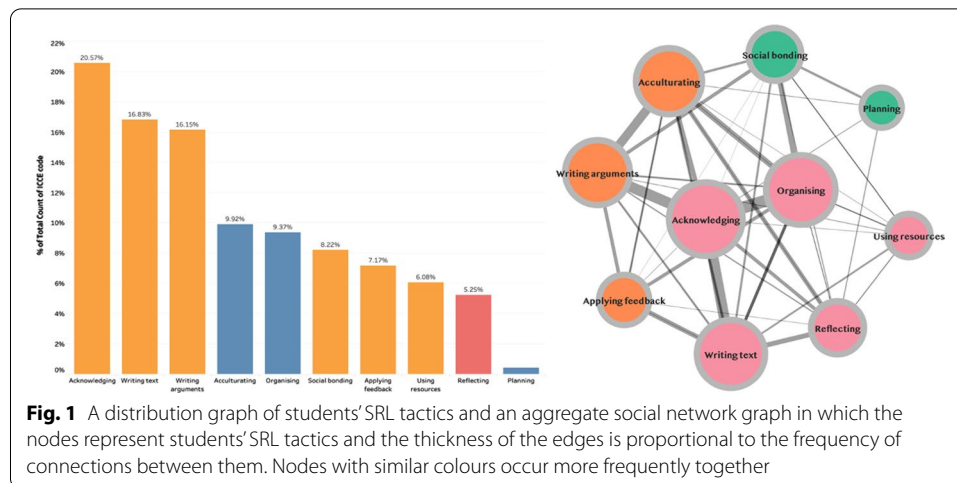 22%
20%
18%
16%
14%
12%
10%
8%
6%
4%
2%
0%
% of Total Count of ICCE code
20.57%
16.83%
16.15%
9.92%
9.37%
8.22%
7.17%
6.08%
5.25%
Acknowledging
Writing text
Writing
arguments
Acculturating
Organising
Social bonding
Applying
feedback
Using
resources
Reflecting
Planning
Social bonding
Acculturating
Planning
Writing arguments
Organising
Acknowledging
Using resources
Applying feedback
Reflecting
Writing text
Fig. 1 A distribution graph of students' SRL tactics and an aggregate social network graph in which the
nodes represent students' SRL tactics and the thickness of the edges is proportional to the frequency of
connections between them. Nodes with similar colours occur more frequently together